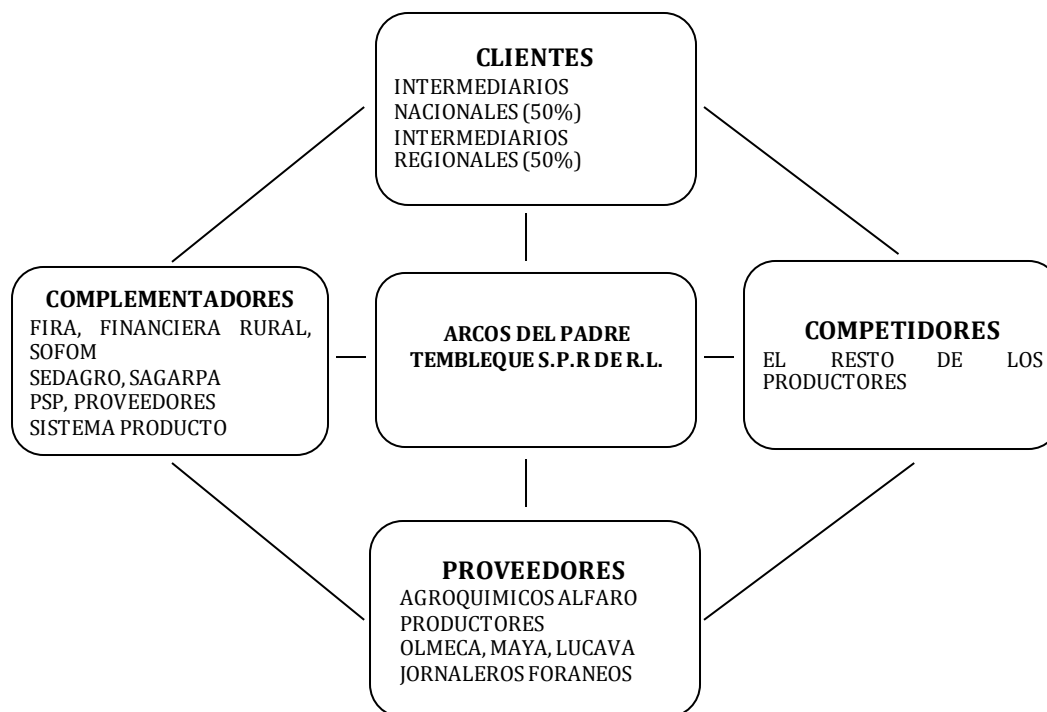 CLIENTES
INTERMEDIARIOS
NACIONALES (50%)
INTERMEDIARIOS
REGIONALES (50%)
COMPLEMENTADORES
FIRA, FINANCIERA RURAL,
SOFOM
SEDAGRO, SAGARPA
PSP, PROVEEDORES
SISTEMA PRODUCTO
ARCOS DEL PADRE
TEMBLEQUE S.P.R DE R.L.
COMPETIDORES
EL RESTO DE LOS
PRODUCTORES
PROVEEDORES
AGROQUIMICOS ALFARO
PRODUCTORES
OLMECA, MAYA, LUCAVA
JORNALEROS FORANEOS